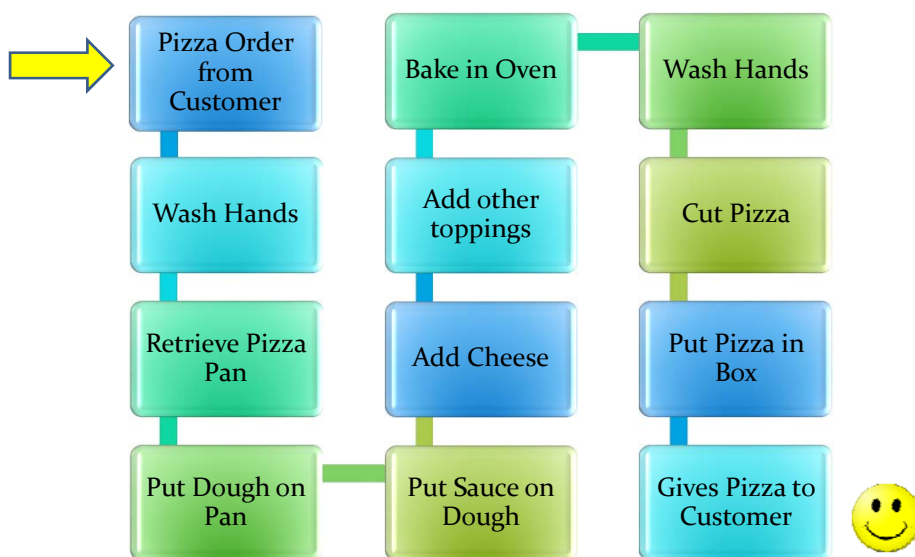 Pizza Order
from
Customer
Wash Hands
Retrieve Pizza
Pan
Put Dough on
Pan
Put Sauce on
Dough
Add Cheese
Add other
toppings
Bake in Oven
Wash Hands
Cut Pizza
Put Pizza in
Box
Gives Pizza to
Customer